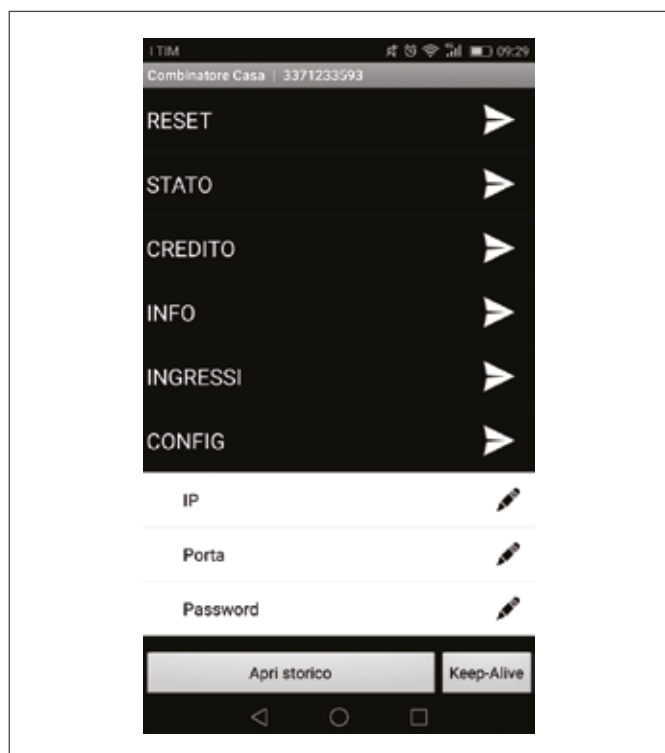 I TIM 09:29
Combinatore Casa | 3371233593
RESET
STATO
CREDITO
INFO
INGRESSI
CONFIG
IP
Porta
Password
Apri storico Keep-Alive